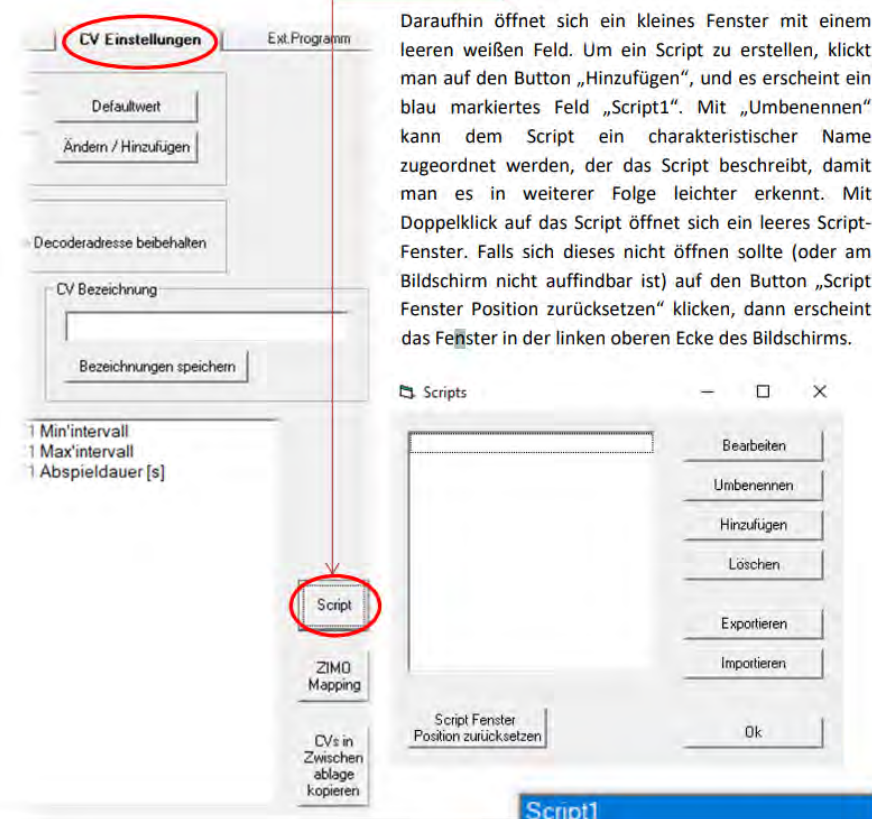 CV Einstellungen
Ext.Programm
Defaultwert
Ändern / Hinzufügen
Decoderadresse beibehalten
CV Bezeichnung
Bezeichnungen speichern
1 Min'intervall
1 Max'intervall
1 Abspieldauer [s]
Script
ZIMO
Mapping
CVs in
Zwischen
ablage
kopieren
Daraufhin öffnet sich ein kleines Fenster mit einem
leeren weißen Feld. Um ein Script zu erstellen, klickt
man auf den Button „Hinzufügen“, und es erscheint ein
blau markiertes Feld „Script1“. Mit „Umbenennen“
kann dem Script ein charakteristischer Name
zugeordnet werden, der das Script beschreibt, damit
man es in weiterer Folge leichter erkennt. Mit
Doppelklick auf das Script öffnet sich ein leeres Script-
Fenster. Falls sich dieses nicht öffnen sollte (oder am
Bildschirm nicht auffindbar ist) auf den Button „Script
Fenster Position zurücksetzen“ klicken, dann erscheint
das Fenster in der linken oberen Ecke des Bildschirms.
Scripts
Bearbeiten
Umbenennen
Hinzufügen
Löschen
Exportieren
Importieren
Script Fenster
Position zurücksetzen
Ok
Script1